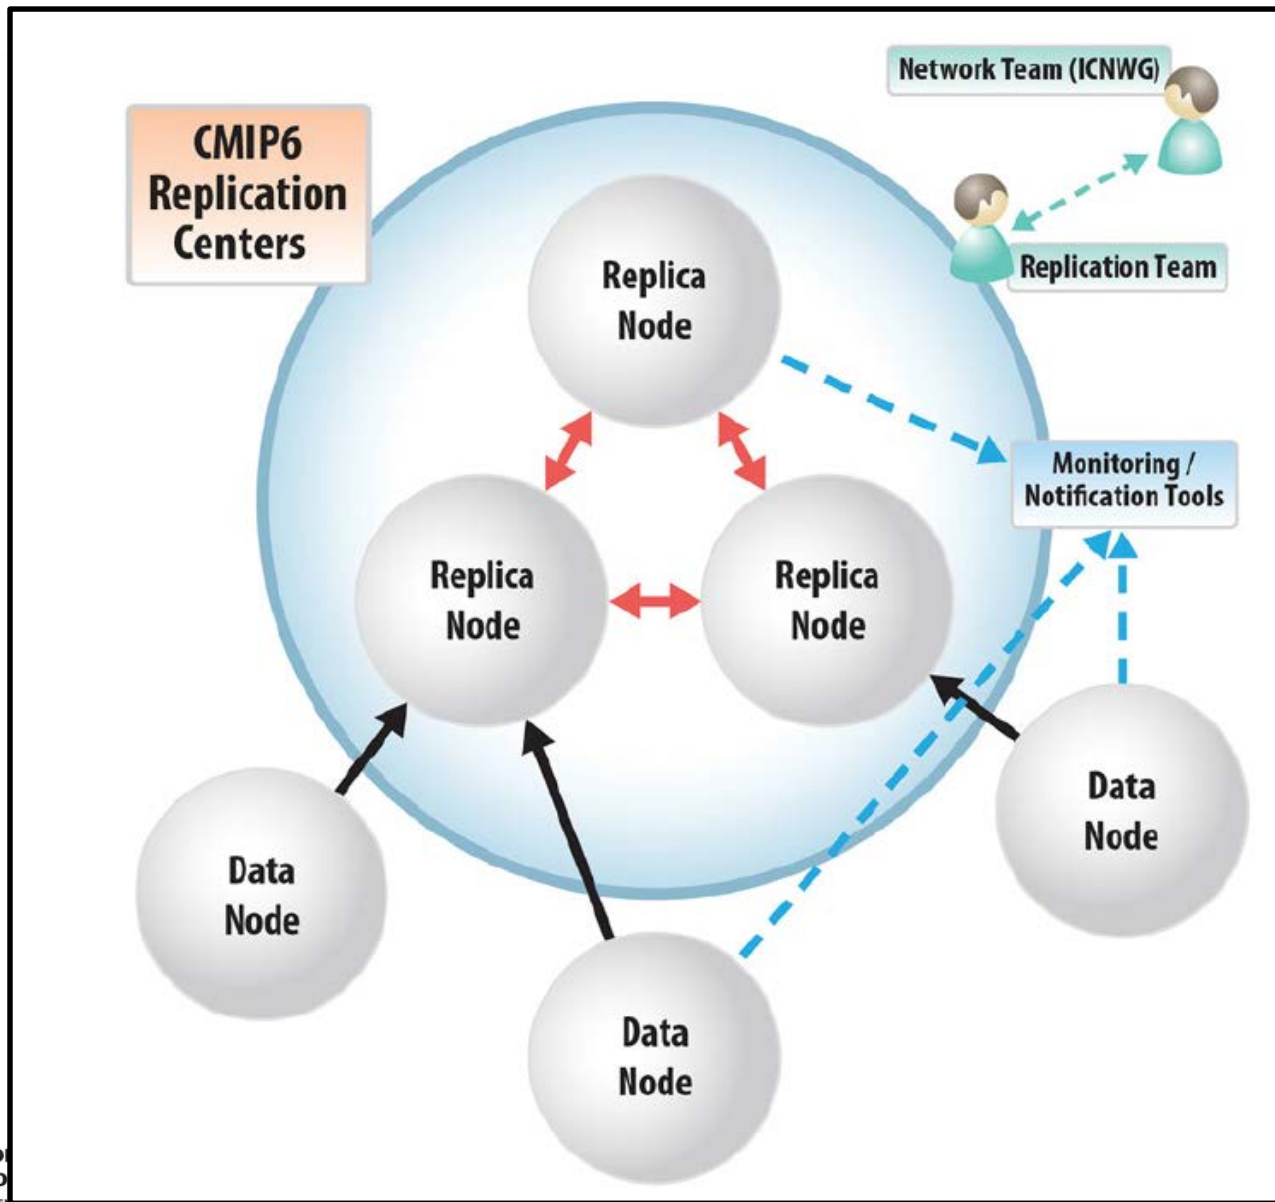 Network Team (ICNWG)
CMIP6
Replication
Centers
Replication Team
Replica
Node
Monitoring /
Notification Tools
Replica
Node
Replica
Node
Data
Node
Data
Node
Data
Node